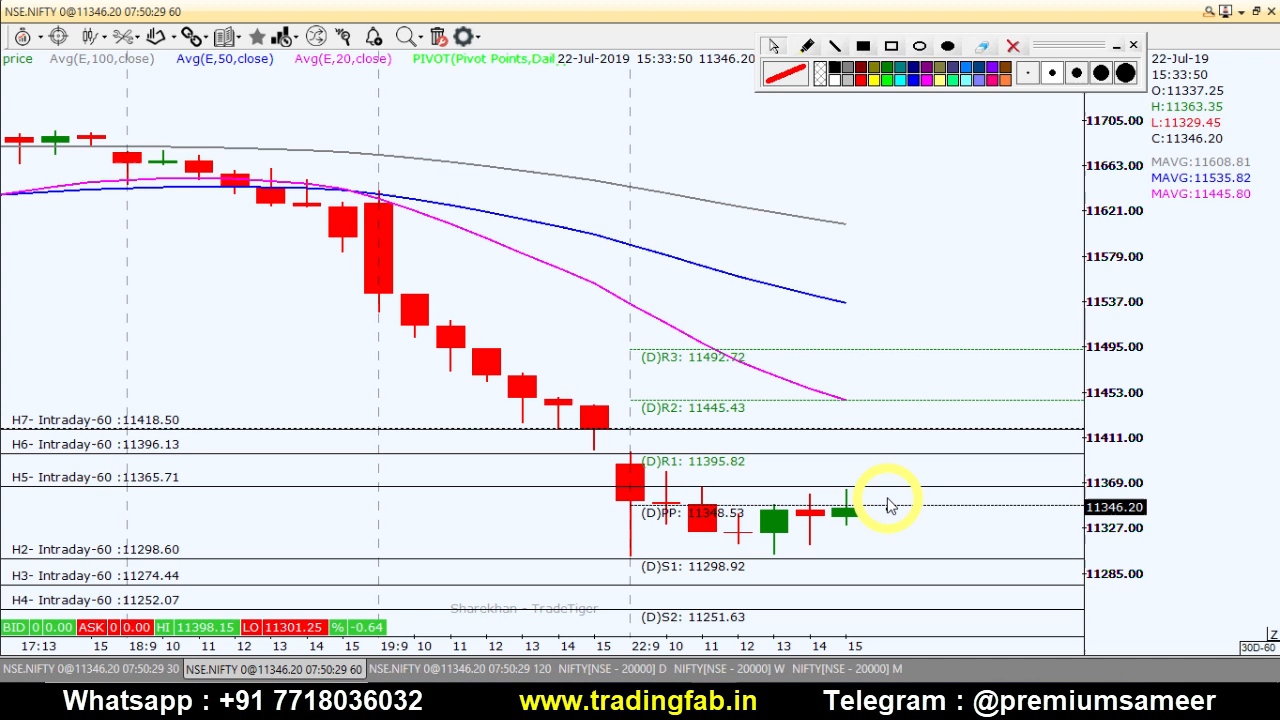 NSE.NIFTY 0@11346.20 07:50:29 60
price Avg(E,100,close) Avg(E,50,close) Avg(E,20,close) PIVOT(Pivot Points,Dail 22-Jul-2019 15:33:50 11346.20
22-Jul-19
15:33:50
O:11337.25
H:11363.35
L:11329.45
C:11346.20
MAVG:11608.81
MAVG:11535.82
MAVG:11445.80
11705.00
11663.00
11621.00
11579.00
11537.00
11495.00
11453.00
11411.00
11369.00
11346.20
11327.00
11285.00
(D)R3: 11492.72
(D)R2: 11445.43
H7- Intraday-60 :11418.50
H6- Intraday-60 :11396.13
(D)R1: 11395.82
H5- Intraday-60 :11365.71
(D)PP: 11348.53
H2- Intraday-60 :11298.60
(D)S1: 11298.92
H3- Intraday-60 :11274.44
H4- Intraday-60 :11252.07
Sharekhan - TradeTiger
(D)S2: 11251.63
BID 0 0.00 ASK 0 0.00 HI 11398.15 LO 11301.25 % -0.64
Z
17:13 15 18:9 10 11 12 13 14 15 19:9 10 11 12 13 14 15 22:9 10 11 12 13 14 15 30D-60
NSE.NIFTY 0@11346.20 07:50:29 30 NSE.NIFTY 0@11346.20 07:50:29 60 NSE.NIFTY 0@11346.20 07:50:29 120 NIFTY[NSE - 20000] D NIFTY[NSE - 20000] W NIFTY[NSE - 20000] M
Whatsapp : +91 7718036032 www.tradingfab.in Telegram : @premiumsameer